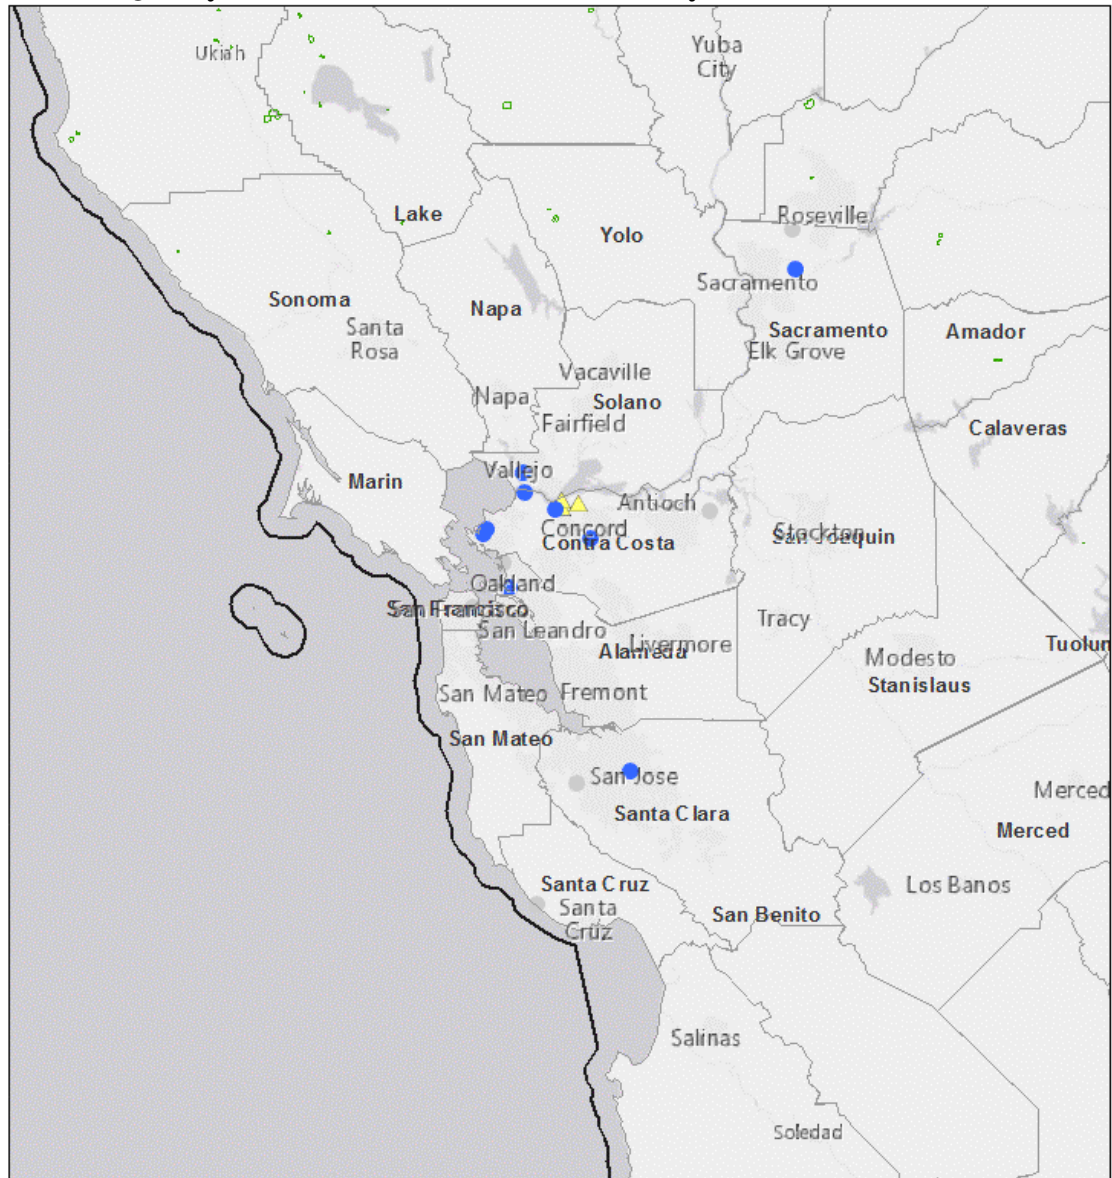 Ukiah
Yuba
City
Lake
Roseville
Yolo
Sacramento
Sonoma
Napa
Santa
Rosa
Sacramento
Amador
Elk Grove
Vacaville
Napa
Solano
Fairfield
Calaveras
Vallejo
Marin
Antioch
Concord
Stockton
San Joaquin
Contra Costa
Oakland
San Francisco
San Francisco
Tracy
San Leandro
Livermore
Alameda
Tuolun
Modesto
Stanislaus
San Mateo
Fremont
San Mateo
San Jose
Merced
Santa Clara
Merced
Santa Cruz
Los Banos
Santa
Cruz
San Benito
Salinas
Soledad